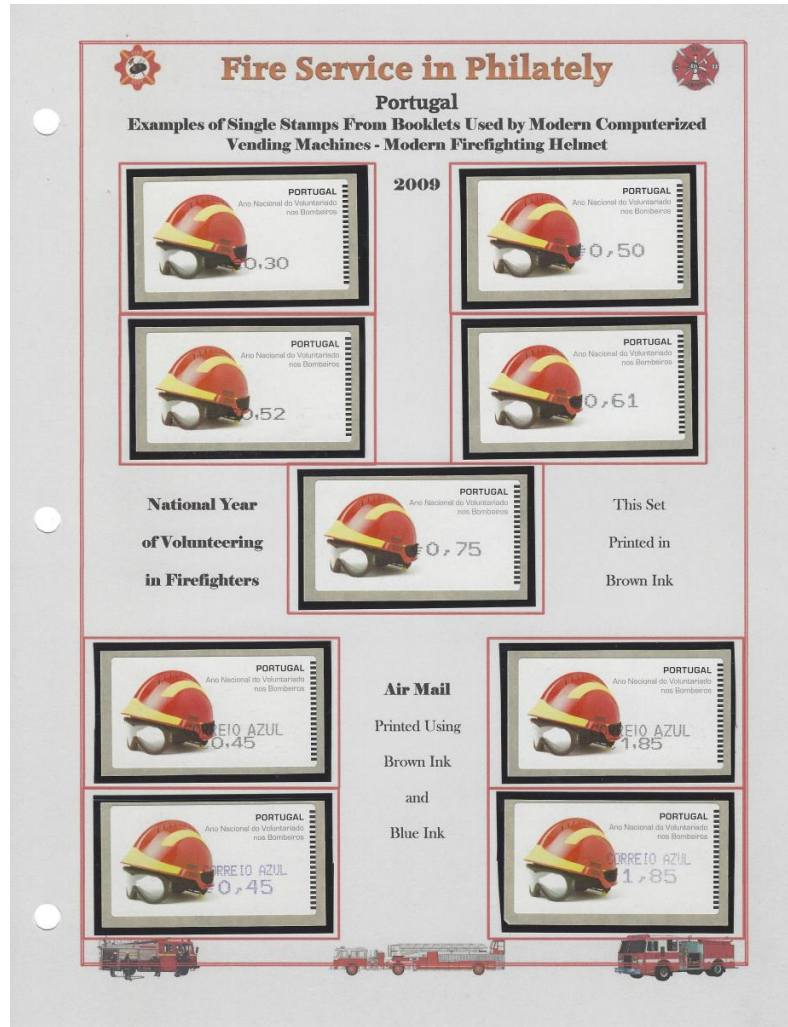 Fire Service in Philately
Portugal
Examples of Single Stamps From Booklets Used by Modern Computerized
Vending Machines - Modern Firefighting Helmet
2009
PORTUGAL
Ano Nacional do Voluntariado
nos Bombeiros
0,30
PORTUGAL
Ano Nacional do Voluntariado
nos Bombeiros
0,50
PORTUGAL
Ano Nacional do Voluntariado
nos Bombeiros
0,52
PORTUGAL
Ano Nacional do Voluntariado
nos Bombeiros
0,61
National Year
of Volunteering
in Firefighters
PORTUGAL
Ano Nacional do Voluntariado
nos Bombeiros
0,75
This Set
Printed in
Brown Ink
PORTUGAL
Ano Nacional do Voluntariado
nos Bombeiros
CORREIO AZUL
0,45
Air Mail
Printed Using
Brown Ink
and
Blue Ink
PORTUGAL
Ano Nacional do Voluntariado
nos Bombeiros
CORREIO AZUL
1,85
PORTUGAL
Ano Nacional do Voluntariado
nos Bombeiros
CORREIO AZUL
0,45
PORTUGAL
Ano Nacional do Voluntariado
nos Bombeiros
CORREIO AZUL
1,85